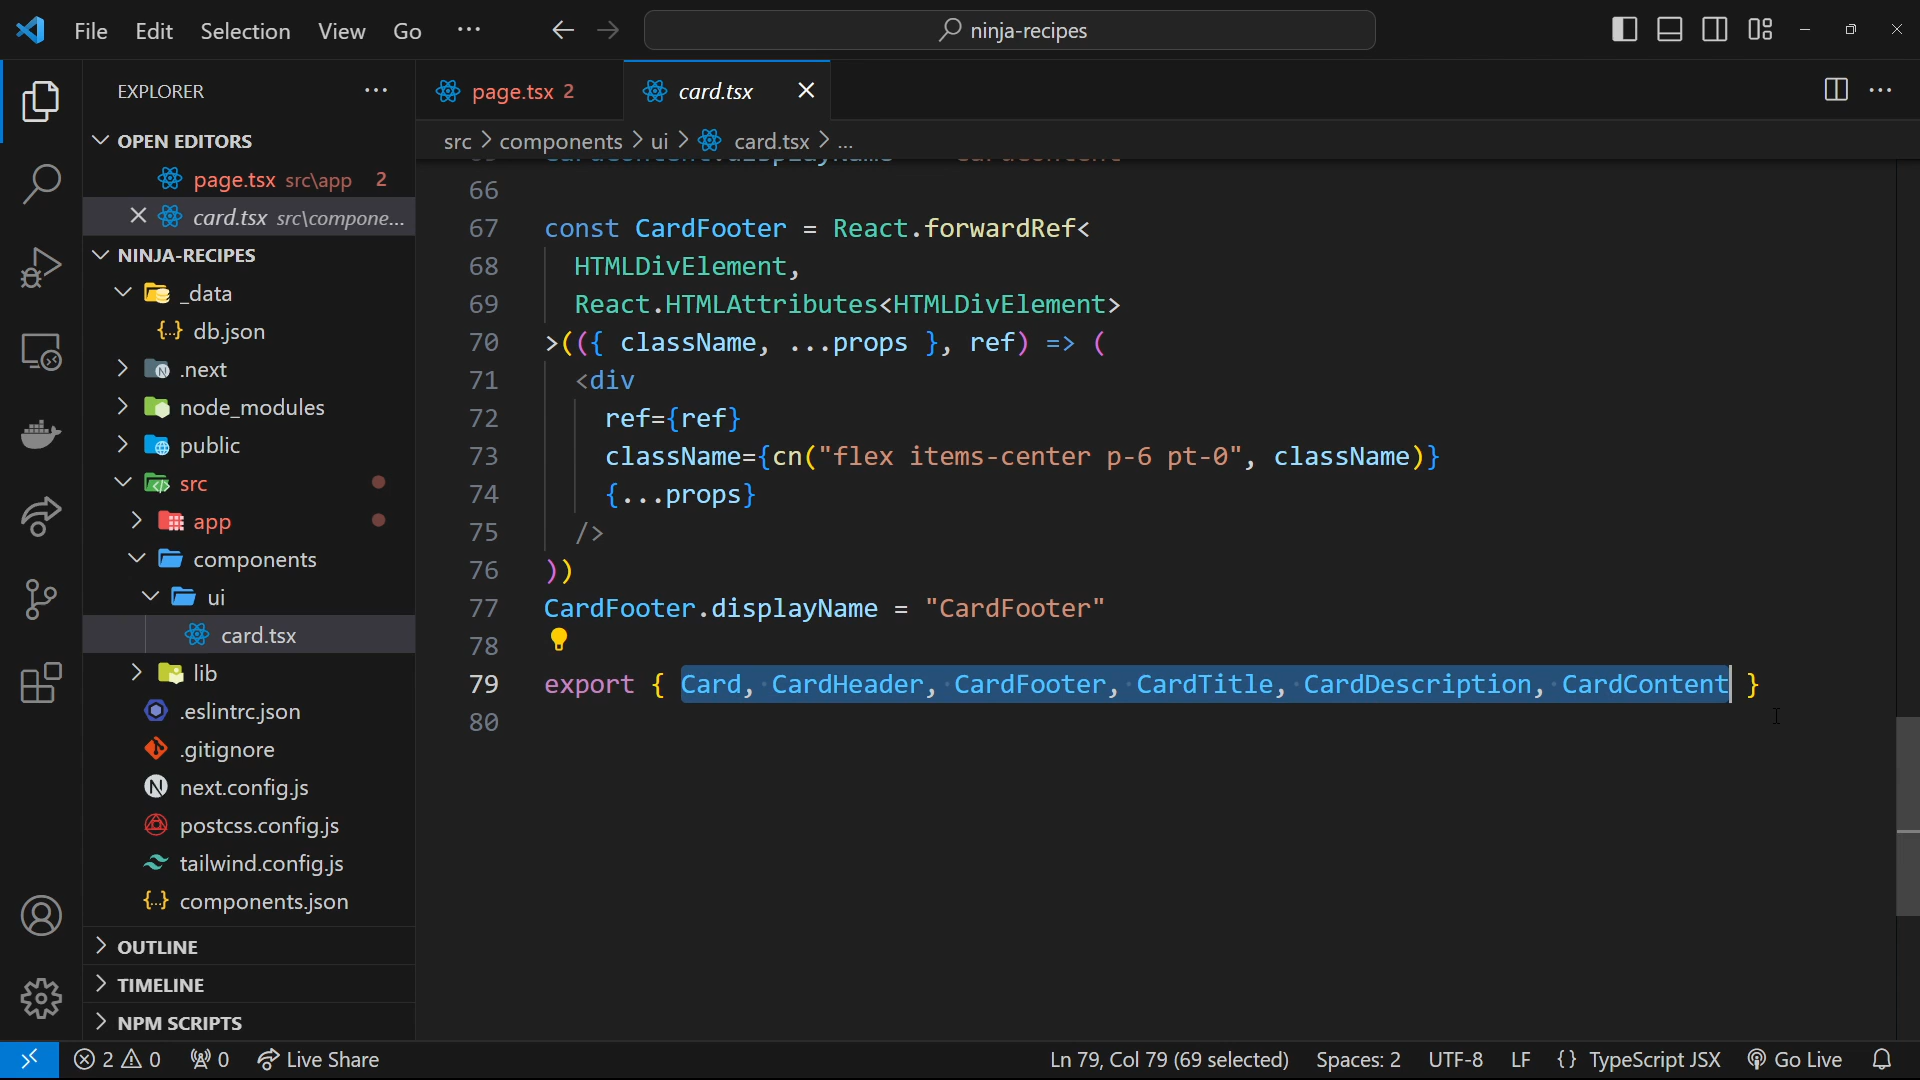 File Edit Selection View Go ... ninja-recipes
EXPLORER ...
OPEN EDITORS
page.tsx src\app 2
card.tsx src\compone...
NINJA-RECIPES
_data
db.json
.next
node_modules
public
src
app
components
ui
card.tsx
lib
.eslintrc.json
.gitignore
next.config.js
postcss.config.js
tailwind.config.js
components.json
OUTLINE
TIMELINE
NPM SCRIPTS
page.tsx 2 card.tsx
src > components > ui > card.tsx > ...
66
67 const CardFooter = React.forwardRef<
68 HTMLDivElement,
69 React.HTMLAttributes<HTMLDivElement>
70 >(({ className, ...props }, ref) => (
71 <div
72 ref={ref}
73 className={cn("flex items-center p-6 pt-0", className)}
74 {...props}
75 />
76 ))
77 CardFooter.displayName = "CardFooter"
78
79 export { Card, CardHeader, CardFooter, CardTitle, CardDescription, CardContent }
80
2 0 0 Live Share Ln 79, Col 79 (69 selected) Spaces: 2 UTF-8 LF {} TypeScript JSX Go Live